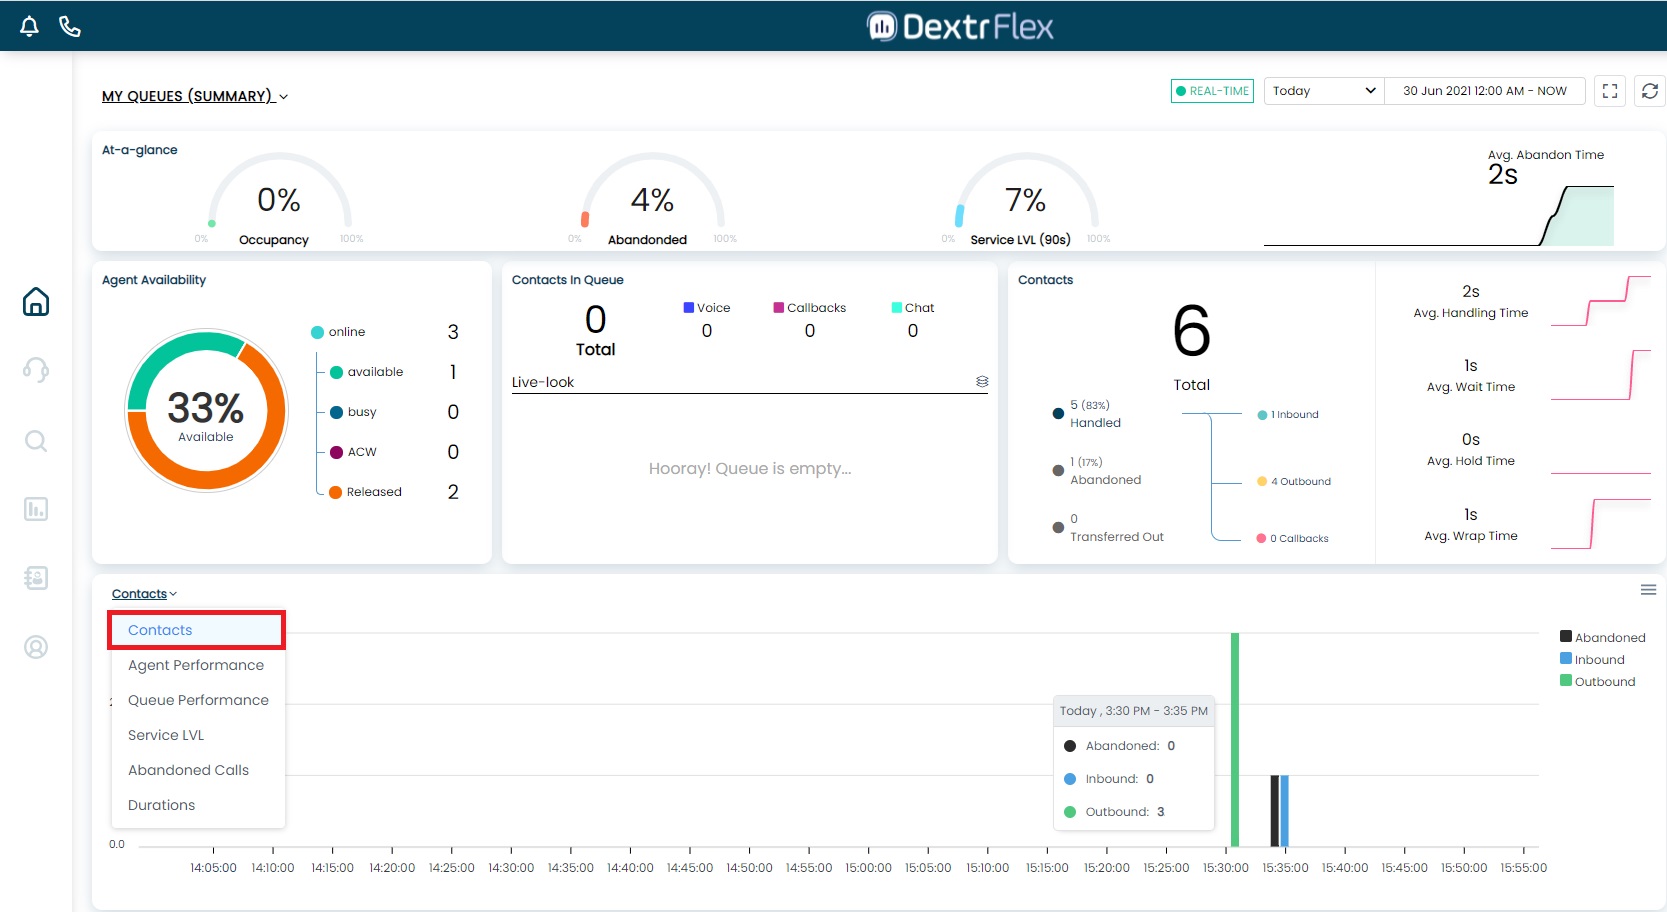 DextrFlex
MY QUEUES (SUMMARY)
REAL-TIME
Today
30 Jun 2021 12:00 AM - NOW
At-a-glance
0%
0%
Occupancy
100%
4%
0%
Abandonded
100%
7%
0%
Service LVL (90s)
100%
Avg. Abandon Time
2s
Agent Availability
33%
Available
online 3
available 1
busy 0
ACW 0
Released 2
Contacts In Queue
0
Total
Voice
0
Callbacks
0
Chat
0
Live-look
Hooray! Queue is empty...
Contacts
6
Total
5 (83%)
Handled
1 (17%)
Abandoned
0
Transferred Out
1 Inbound
4 Outbound
0 Callbacks
2s
Avg. Handling Time
1s
Avg. Wait Time
0s
Avg. Hold Time
1s
Avg. Wrap Time
Contacts
Contacts
Agent Performance
Queue Performance
Service LVL
Abandoned Calls
Durations
Abandoned
Inbound
Outbound
Today , 3:30 PM - 3:35 PM
Abandoned: 0
Inbound: 0
Outbound: 3
0.0
14:05:00 14:10:00 14:15:00 14:20:00 14:25:00 14:30:00 14:35:00 14:40:00 14:45:00 14:50:00 14:55:00 15:00:00 15:05:00 15:10:00 15:15:00 15:20:00 15:25:00 15:30:00 15:35:00 15:40:00 15:45:00 15:50:00 15:55:00